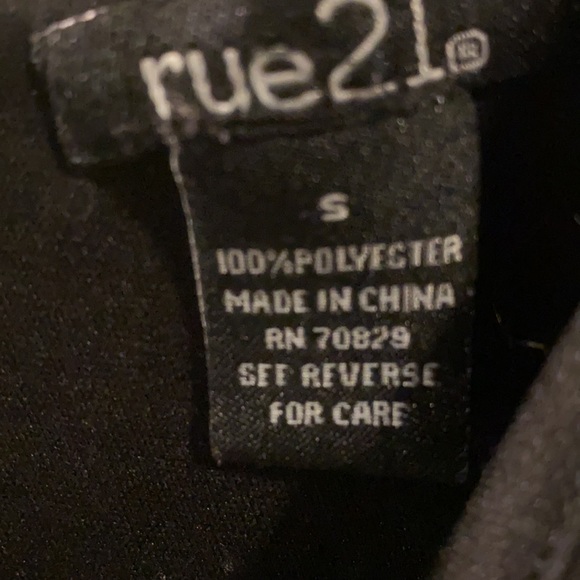 rue21®
S
100%POLYESTER
MADE IN CHINA
RN 70829
SEE REVERSE
FOR CARE